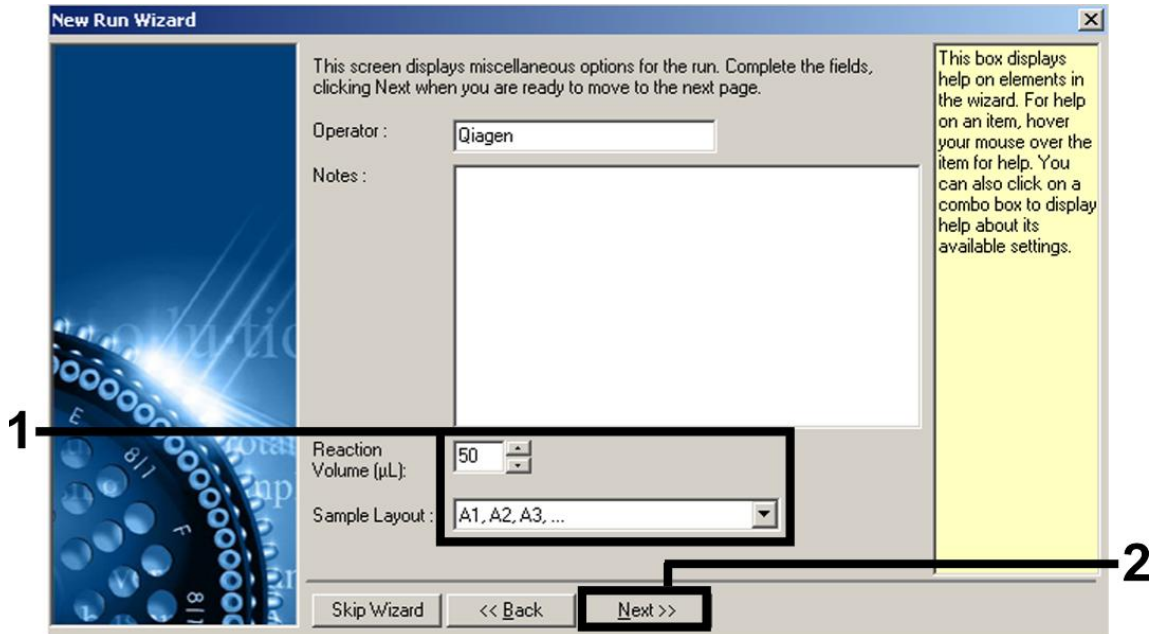 New Run Wizard
This screen displays miscellaneous options for the run. Complete the fields,
clicking Next when you are ready to move to the next page.
Operator :
Qiagen
Notes :
Reaction
Volume (µL):
50
Sample Layout :
A1, A2, A3, ...
Skip Wizard
<< Back
Next >>
This box displays
help on elements in
the wizard. For help
on an item, hover
your mouse over the
item for help. You
can also click on a
combo box to display
help about its
available settings.
1
2
E
8/1
F
8/1